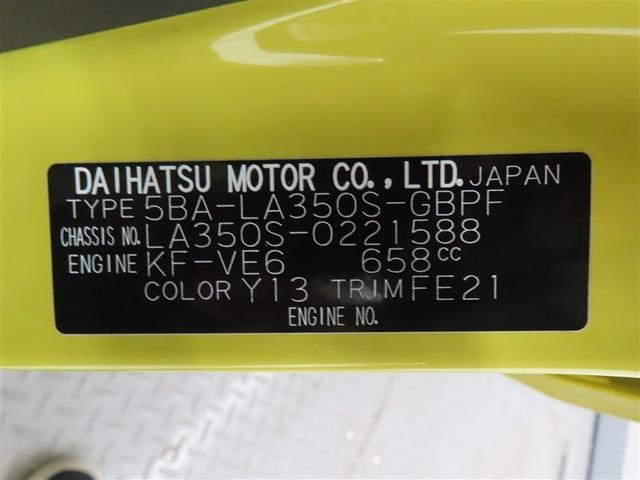 DAIHATSU MOTOR CO.,LTD. JAPAN
TYPE 5BA-LA350S-GBPF
CHASSIS NO. LA350S-0221588
ENGINE KF-VE6 658cc
COLOR Y13 TRIM FE21
ENGINE NO.